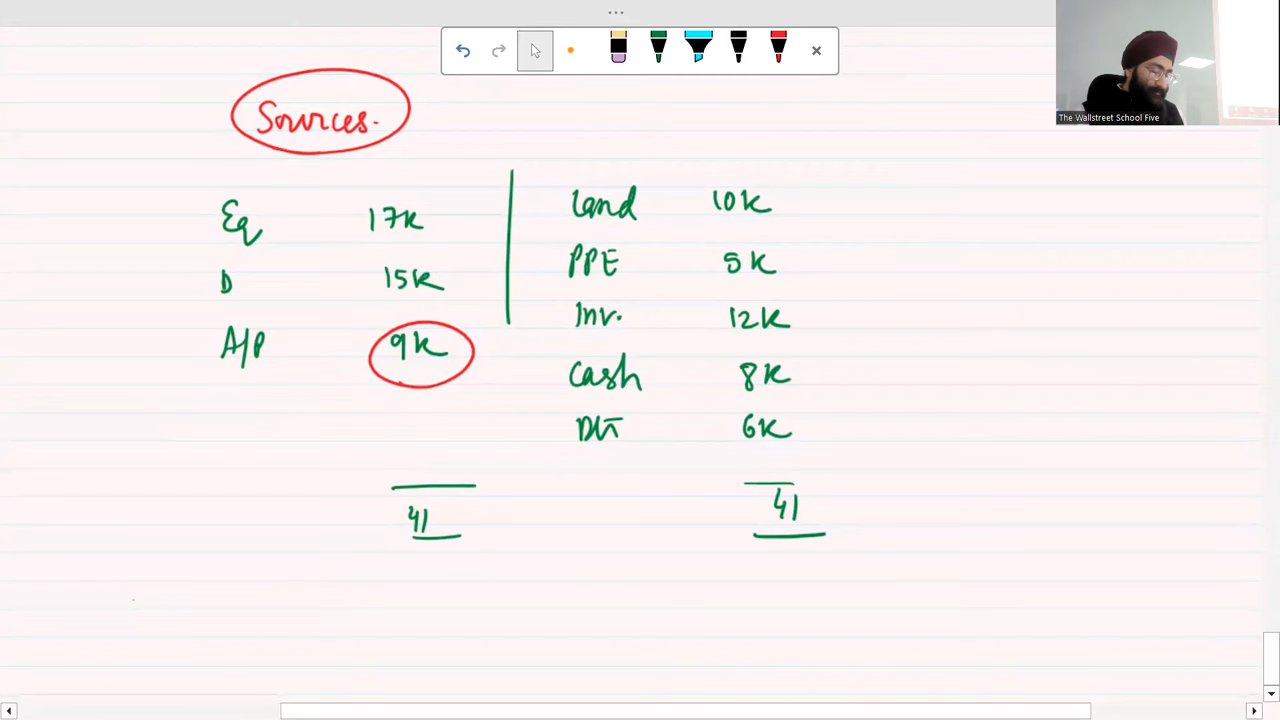 The Wallstreet School Five
Sources.
Eq 17K
D 15K
A/P 9K
41
Land 10K
PPE 5K
Inv. 12K
Cash 8K
6K
41